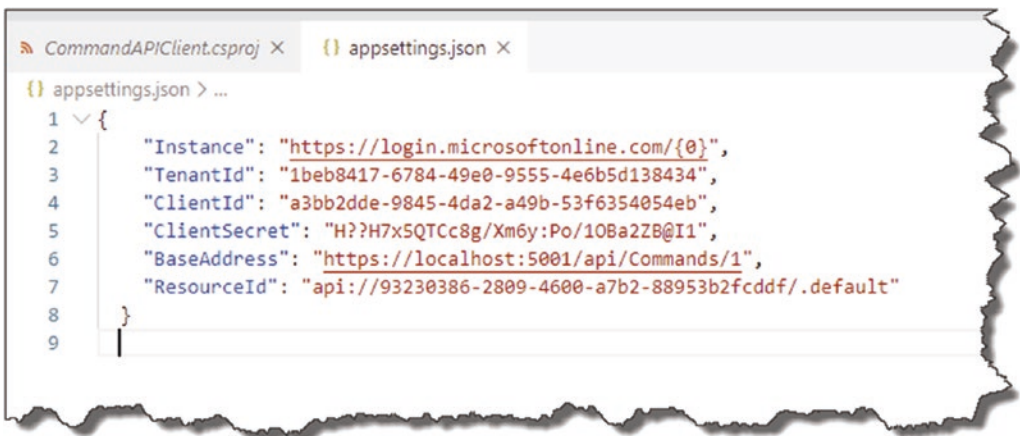 CommandAPIClient.csproj × {} appsettings.json ×
{} appsettings.json > ...
1 {
2 "Instance": "https://login.microsoftonline.com/{0}",
3 "TenantId": "1beb8417-6784-49e0-9555-4e6b5d138434",
4 "ClientId": "a3bb2dde-9845-4da2-a49b-53f6354054eb",
5 "ClientSecret": "H??H7x5QTCc8g/Xm6y:Po/1OBa2ZB@I1",
6 "BaseAddress": "https://localhost:5001/api/Commands/1",
7 "ResourceId": "api://93230386-2809-4600-a7b2-88953b2fcddf/.default"
8 }
9